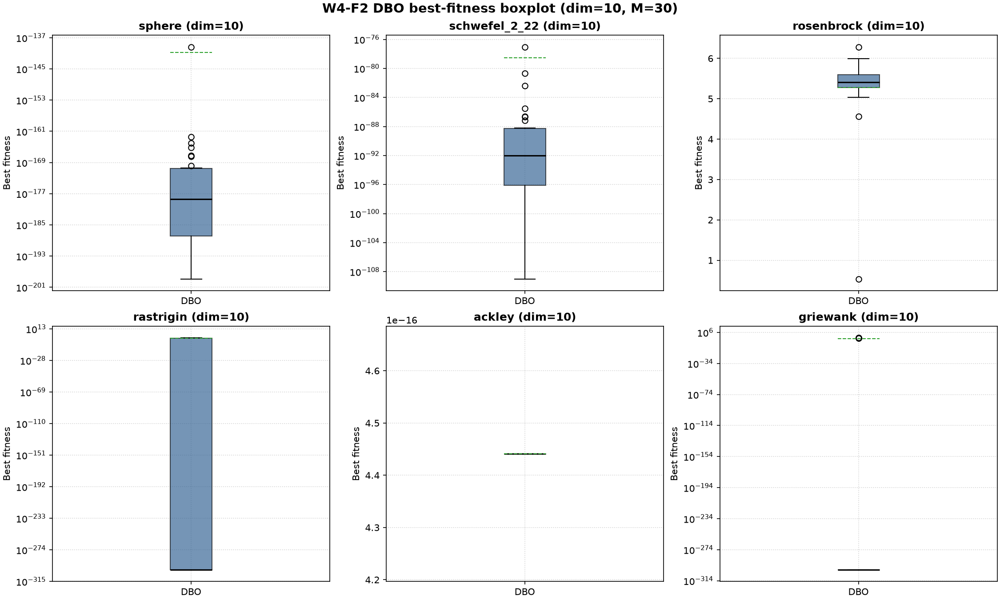 W4-F2 DBO best-fitness boxplot (dim=10, M=30)
sphere (dim=10)
10^−137
10^−145
10^−153
10^−161
10^−169
10^−177
10^−185
10^−193
10^−201
Best fitness
DBO
schwefel_2_22 (dim=10)
10^−76
10^−80
10^−84
10^−88
10^−92
10^−96
10^−100
10^−104
10^−108
Best fitness
DBO
rosenbrock (dim=10)
6
5
4
3
2
1
Best fitness
DBO
rastrigin (dim=10)
10^13
10^−28
10^−69
10^−110
10^−151
10^−192
10^−233
10^−274
10^−315
Best fitness
DBO
ackley (dim=10)
1e−16
4.6
4.5
4.4
4.3
4.2
Best fitness
DBO
griewank (dim=10)
10^6
10^−34
10^−74
10^−114
10^−154
10^−194
10^−234
10^−274
10^−314
Best fitness
DBO